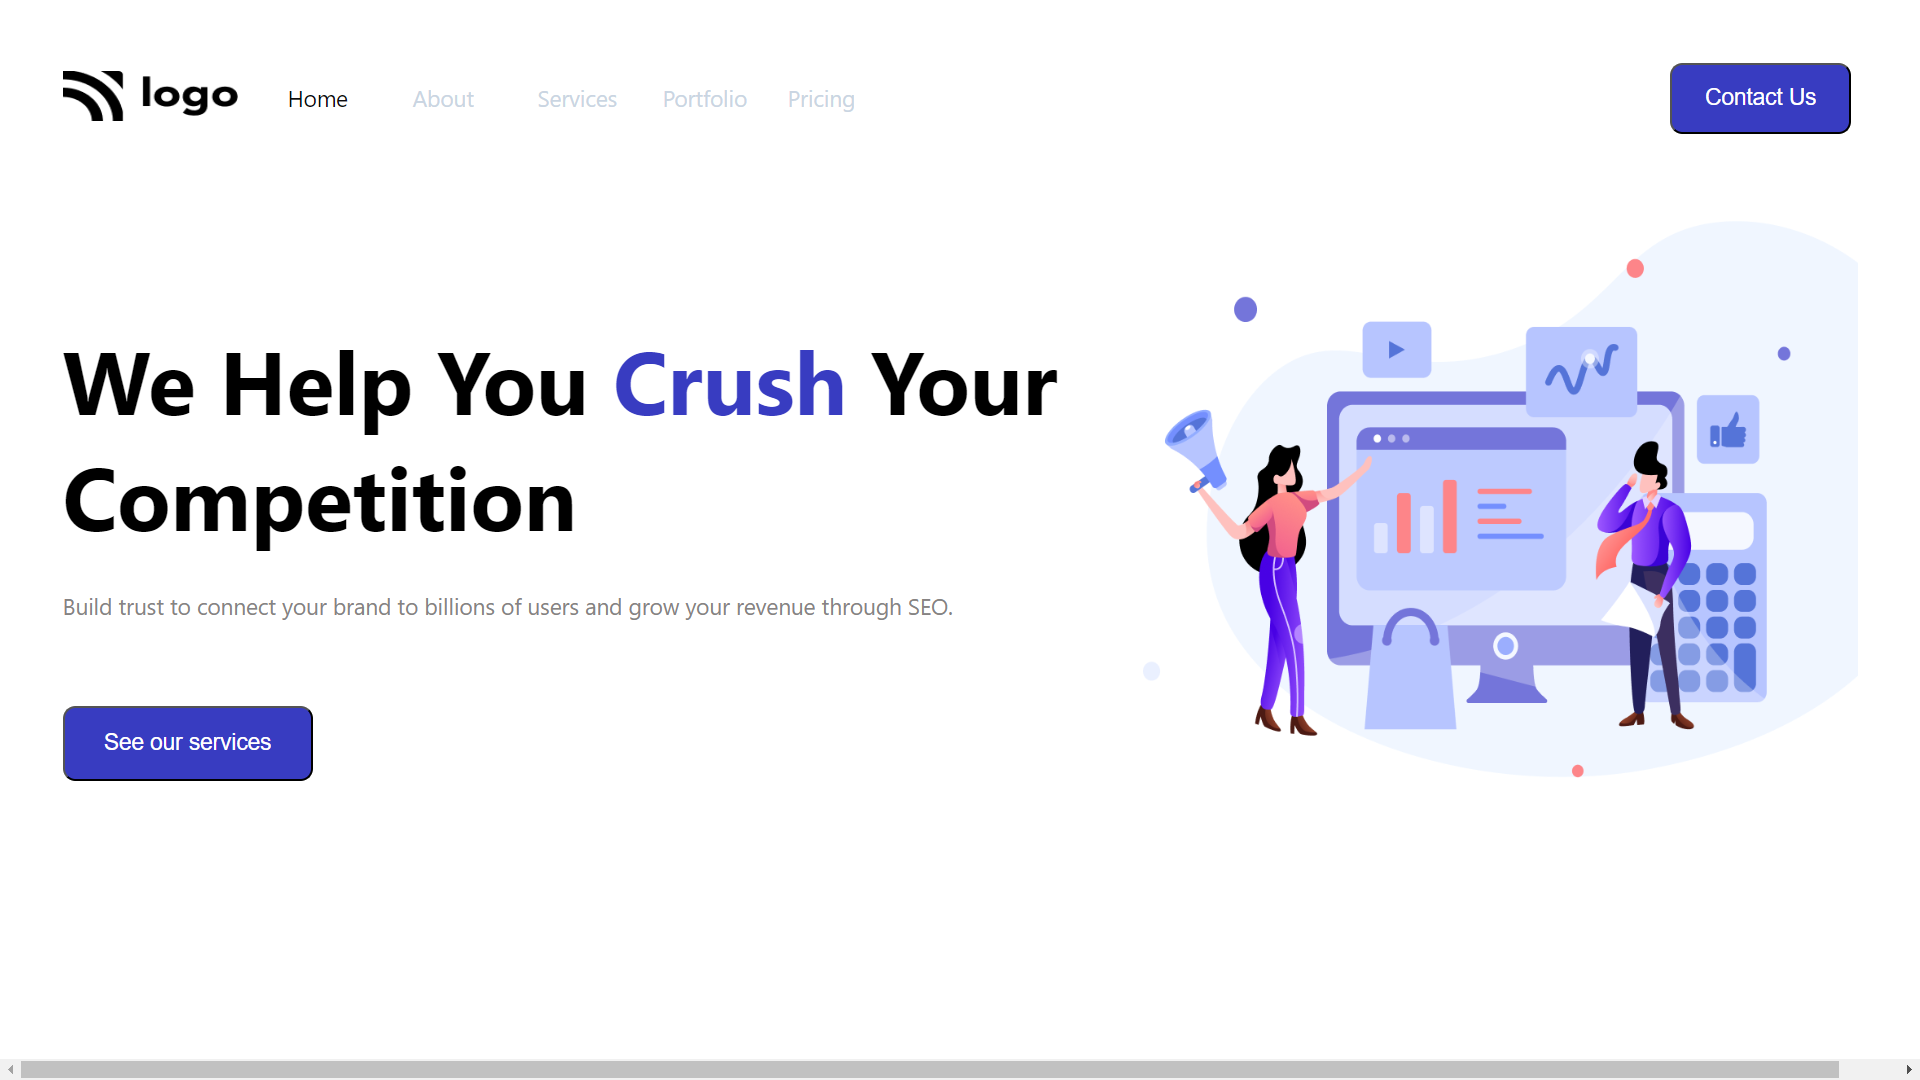 logo Home About Services Portfolio Pricing Contact Us
We Help You Crush Your
Competition
Build trust to connect your brand to billions of users and grow your revenue through SEO.
See our services